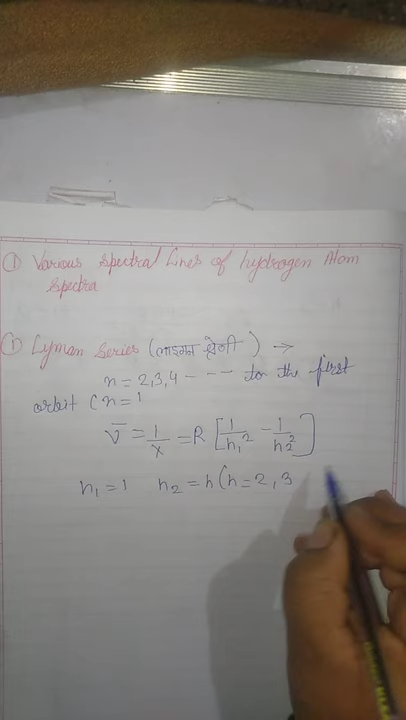 ① Various Spectral Lines of hydrogen Atom
Spectra
① Lyman Series (लाइमन श्रेणी) →
n = 2,3,4 - - - to the first
orbit ( n = 1
V̅ = 1/λ = R [1/n₁² - 1/n₂²]
n₁ = 1 n₂ = n (n = 2, 3